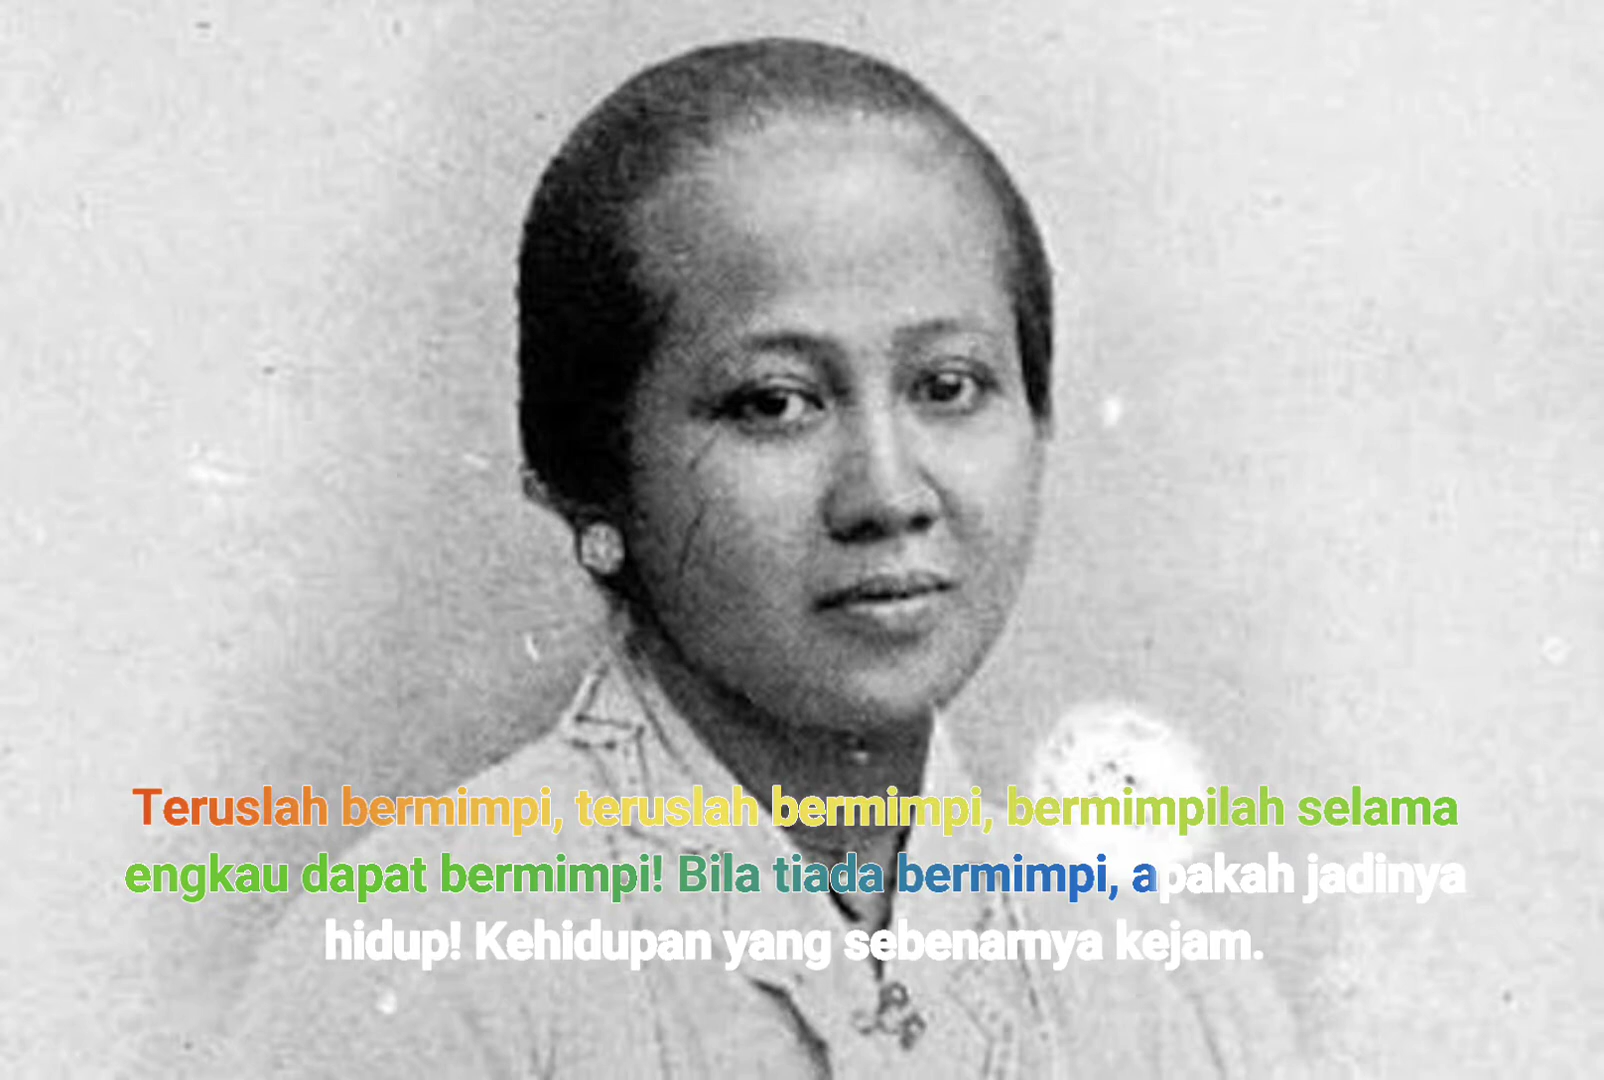 Teruslah bermimpi, teruslah bermimpi, bermimpilah selama
engkau dapat bermimpi! Bila tiada bermimpi, apakah jadinya
hidup! Kehidupan yang sebenarnya kejam.